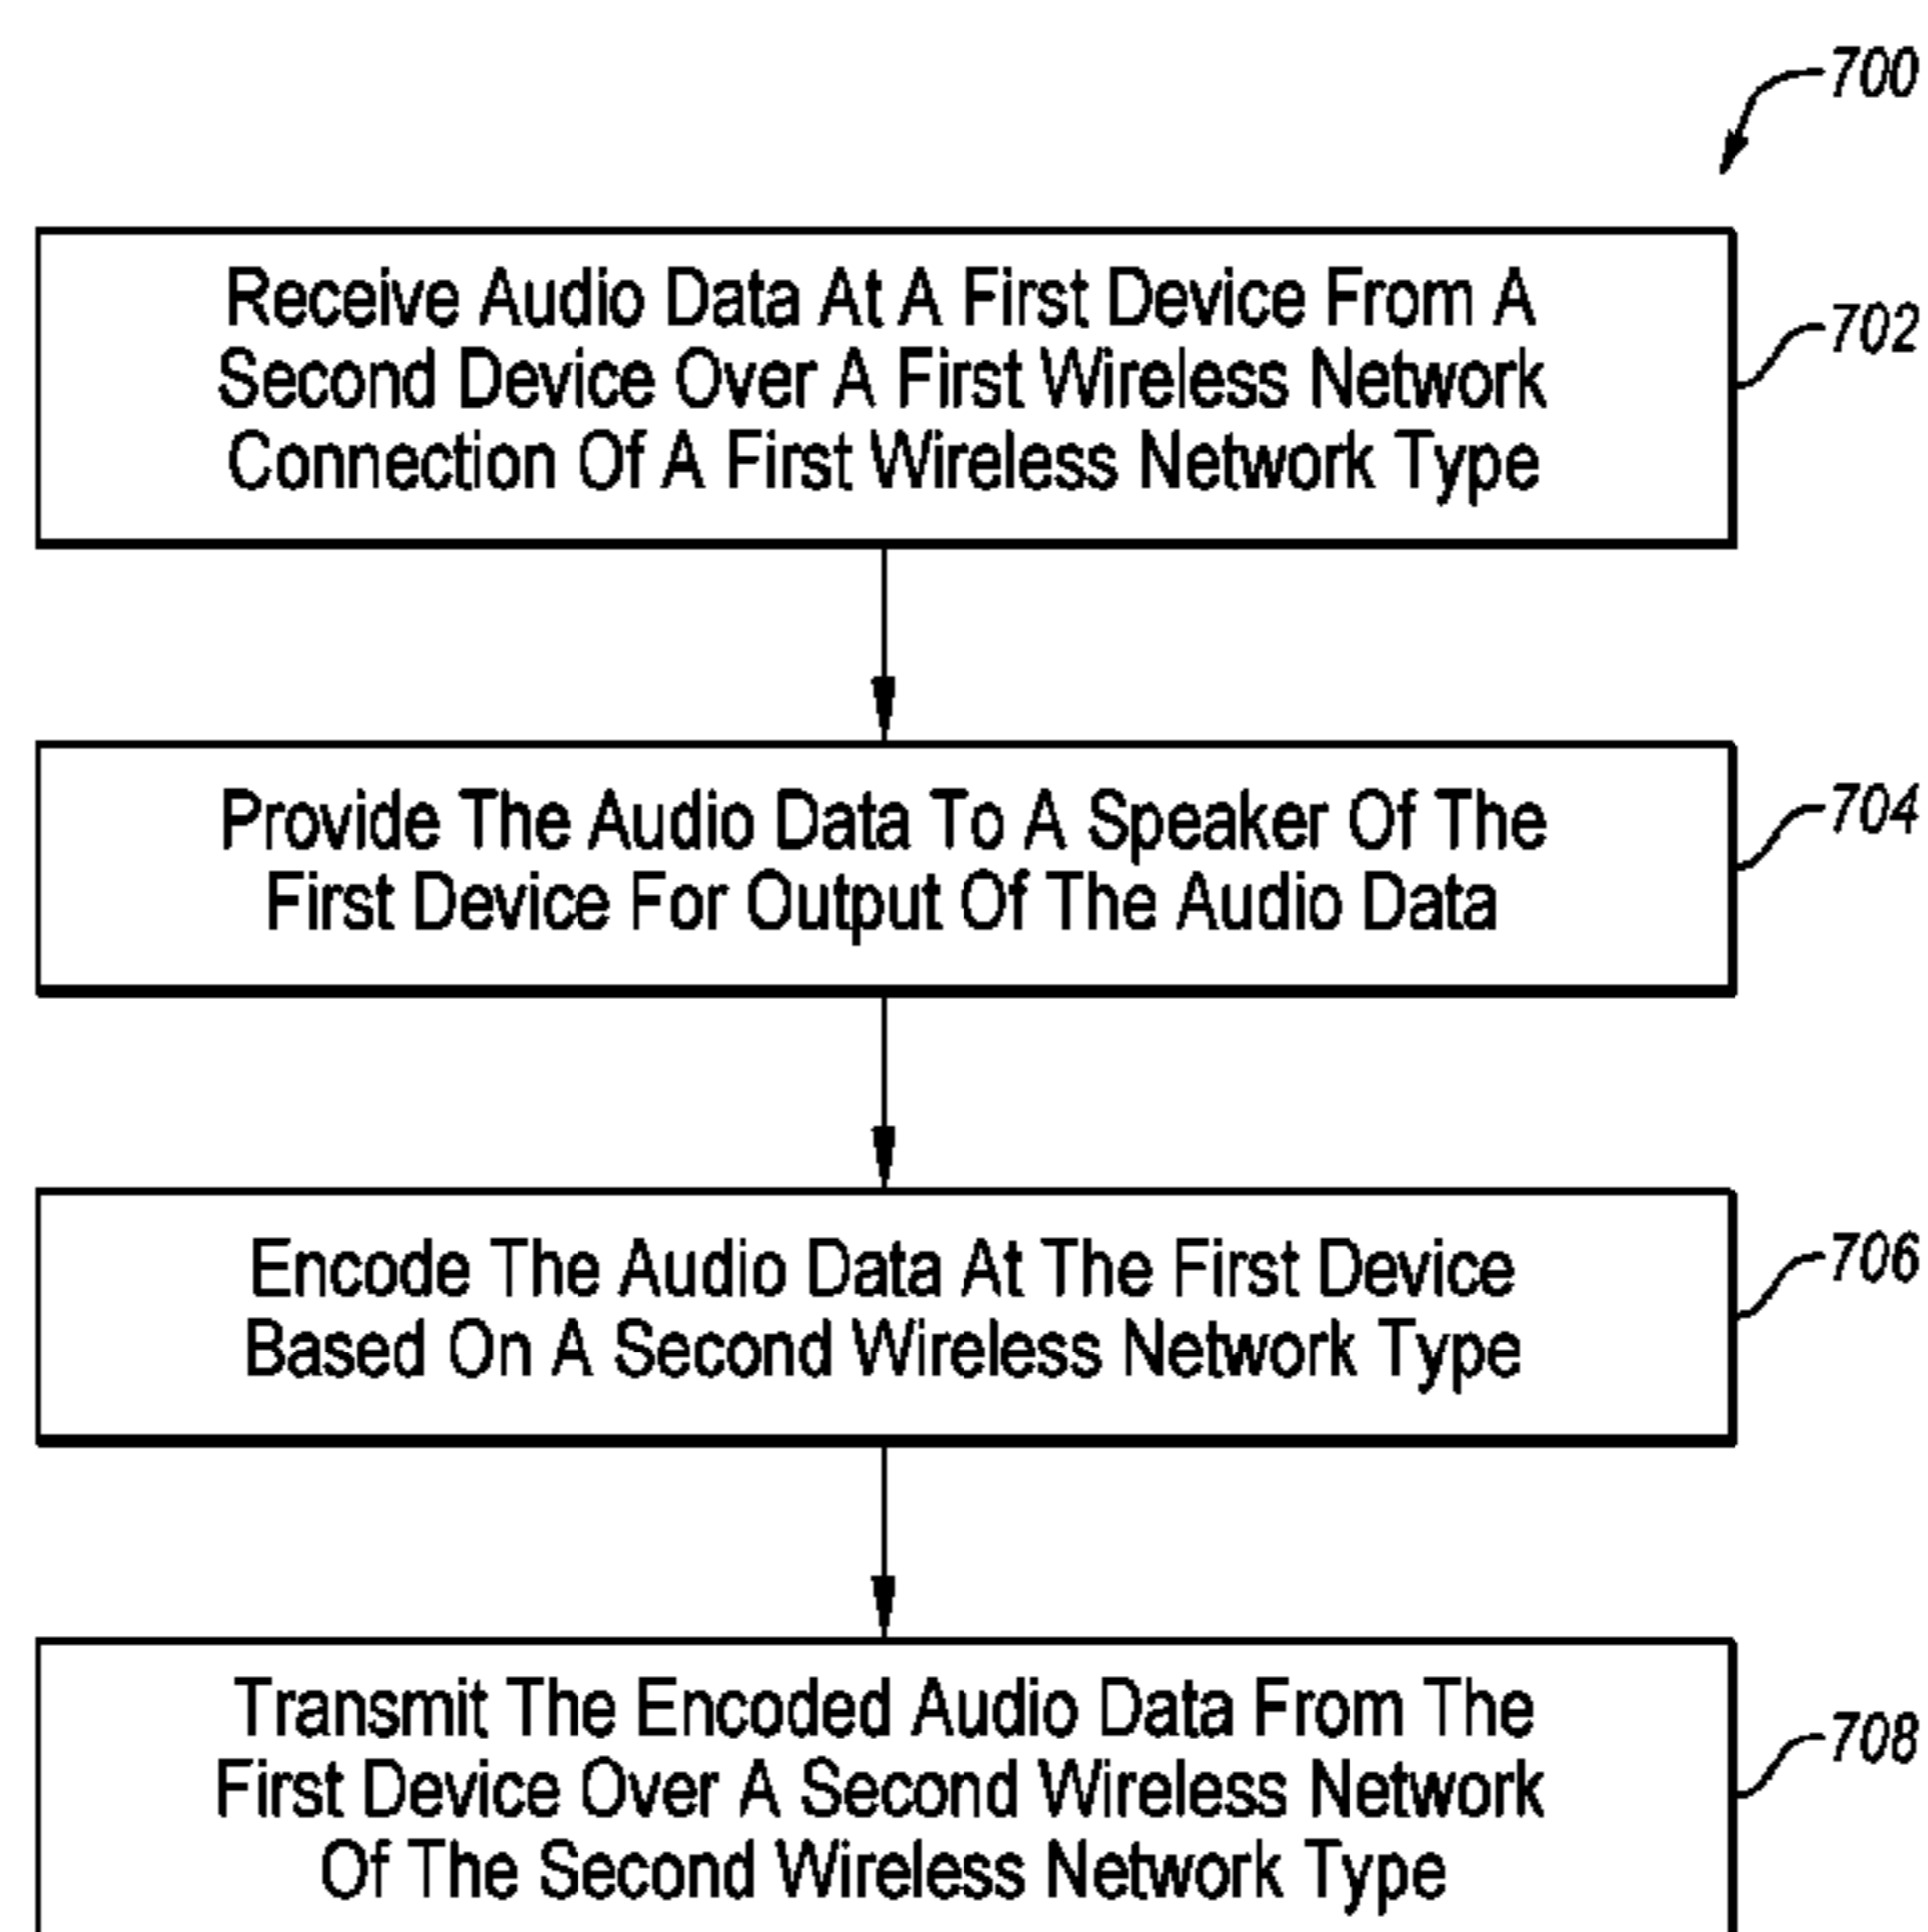 700
Receive Audio Data At A First Device From A
Second Device Over A First Wireless Network
Connection Of A First Wireless Network Type
702
Provide The Audio Data To A Speaker Of The
First Device For Output Of The Audio Data
704
Encode The Audio Data At The First Device
Based On A Second Wireless Network Type
706
Transmit The Encoded Audio Data From The
First Device Over A Second Wireless Network
Of The Second Wireless Network Type
708